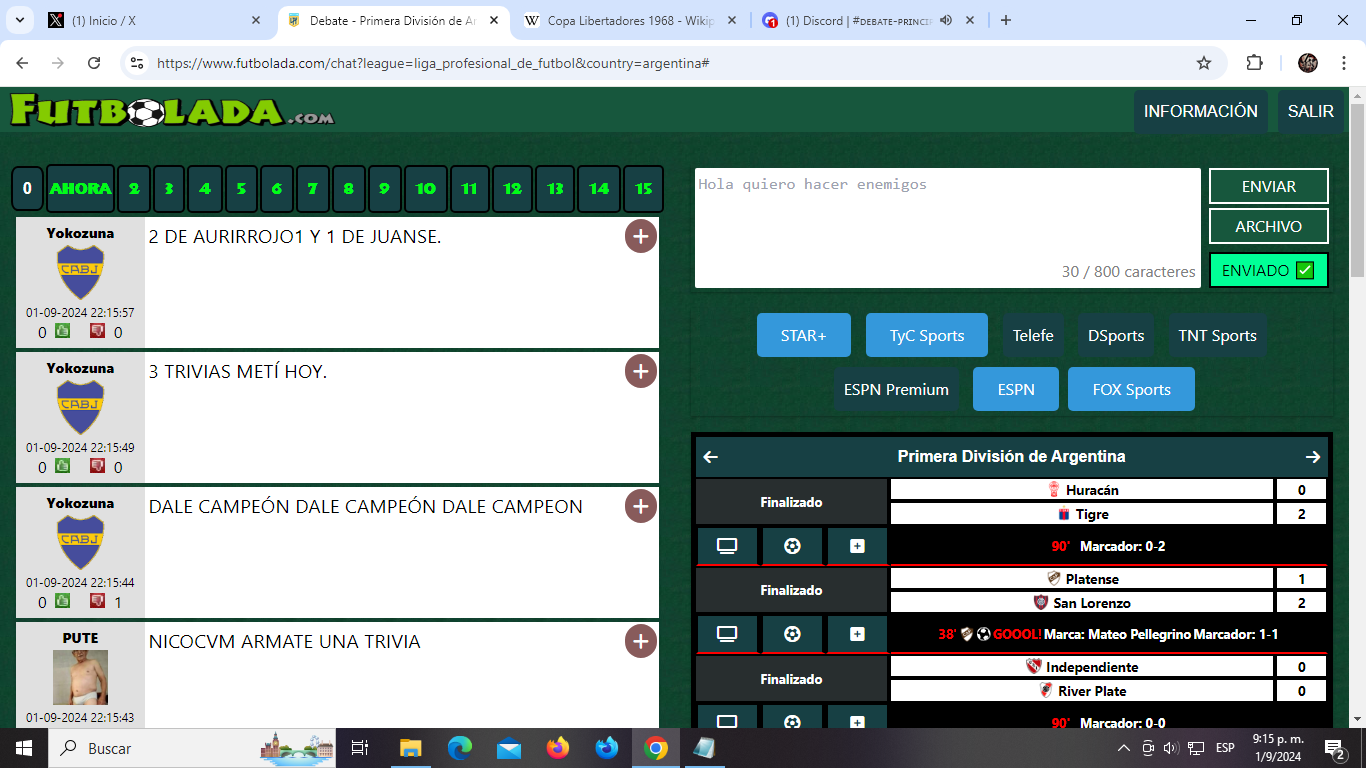 (1) Inicio / X
Debate - Primera División de Ar
Copa Libertadores 1968 - Wikip
(1) Discord | #DEBATE-PRINCIP
https://www.futbolada.com/chat?league=liga_profesional_de_futbol&country=argentina#
FUTBOLADA.COM
INFORMACIÓN
SALIR
0 AHORA 2 3 4 5 6 7 8 9 10 11 12 13 14 15
Yokozuna
CABJ
01-09-2024 22:15:57
0 0
2 DE AURIRROJO1 Y 1 DE JUANSE.
Yokozuna
CABJ
01-09-2024 22:15:49
0 0
3 TRIVIAS METÍ HOY.
Yokozuna
CABJ
01-09-2024 22:15:44
0 1
DALE CAMPEÓN DALE CAMPEÓN DALE CAMPEON
PUTE
01-09-2024 22:15:43
NICOCVM ARMATE UNA TRIVIA
Hola quiero hacer enemigos
30 / 800 caracteres
ENVIAR
ARCHIVO
ENVIADO
STAR+
TyC Sports
Telefe
DSports
TNT Sports
ESPN Premium
ESPN
FOX Sports
Primera División de Argentina
Finalizado
Huracán 0
Tigre 2
90' Marcador: 0-2
Finalizado
Platense 1
San Lorenzo 2
38' GOOOL! Marca: Mateo Pellegrino Marcador: 1-1
Finalizado
Independiente 0
River Plate 0
90' Marcador: 0-0
Buscar
ESP
9:15 p. m.
1/9/2024
2